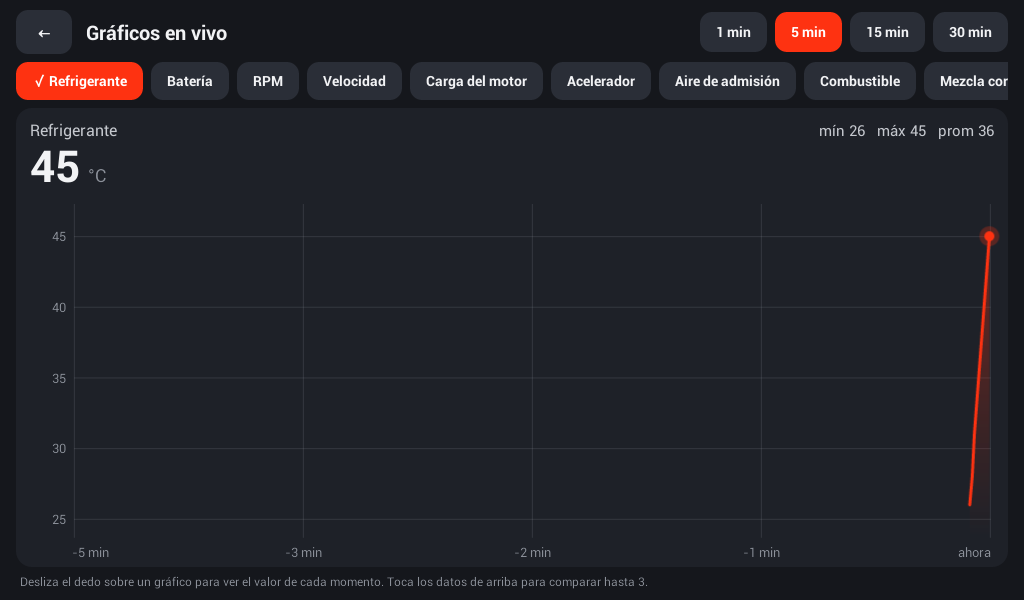 ← Gráficos en vivo 1 min 5 min 15 min 30 min
✓ Refrigerante Batería RPM Velocidad Carga del motor Acelerador Aire de admisión Combustible Mezcla cor
Refrigerante mín 26 máx 45 prom 36
45 °C
45
40
35
30
25
-5 min -3 min -2 min -1 min ahora
Desliza el dedo sobre un gráfico para ver el valor de cada momento. Toca los datos de arriba para comparar hasta 3.